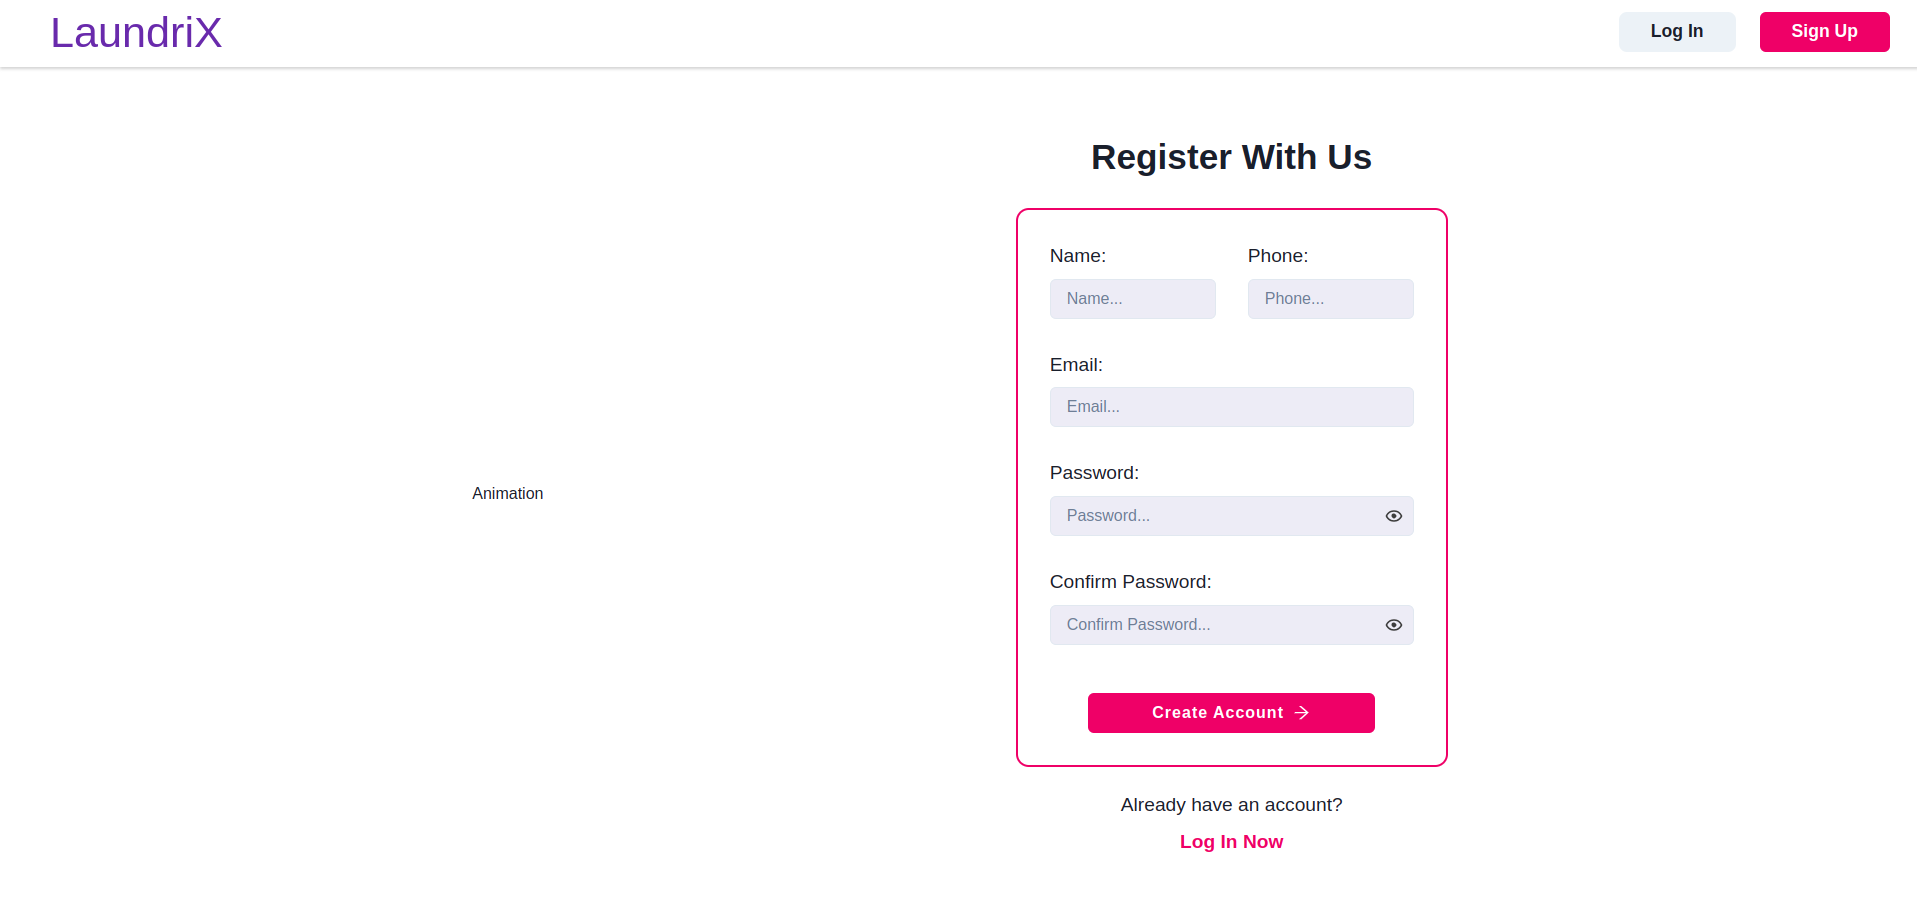 LaundriX
Log In
Sign Up
Register With Us
Name:
Phone:
Name...
Phone...
Email:
Email...
Animation
Password:
Password...
Confirm Password:
Confirm Password...
Create Account
Already have an account?
Log In Now